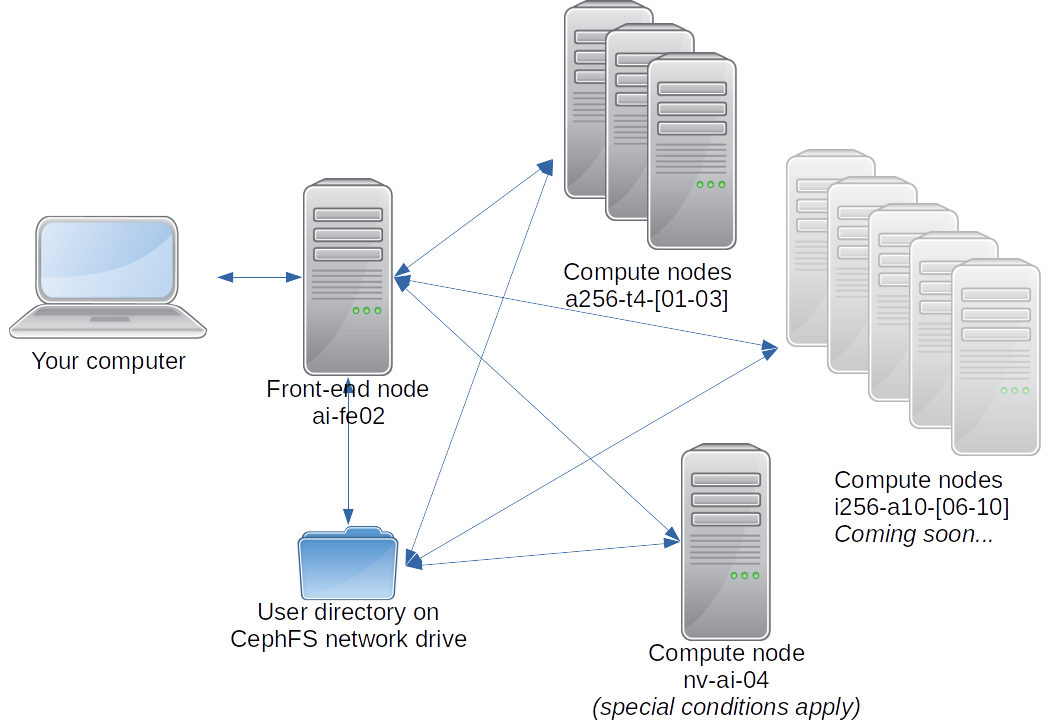 Compute nodes
a256-t4-[01-03]
Your computer
Front-end node
ai-fe02
Compute nodes
i256-a10-[06-10]
Coming soon...
User directory on
CephFS network drive
Compute node
nv-ai-04
(special conditions apply)